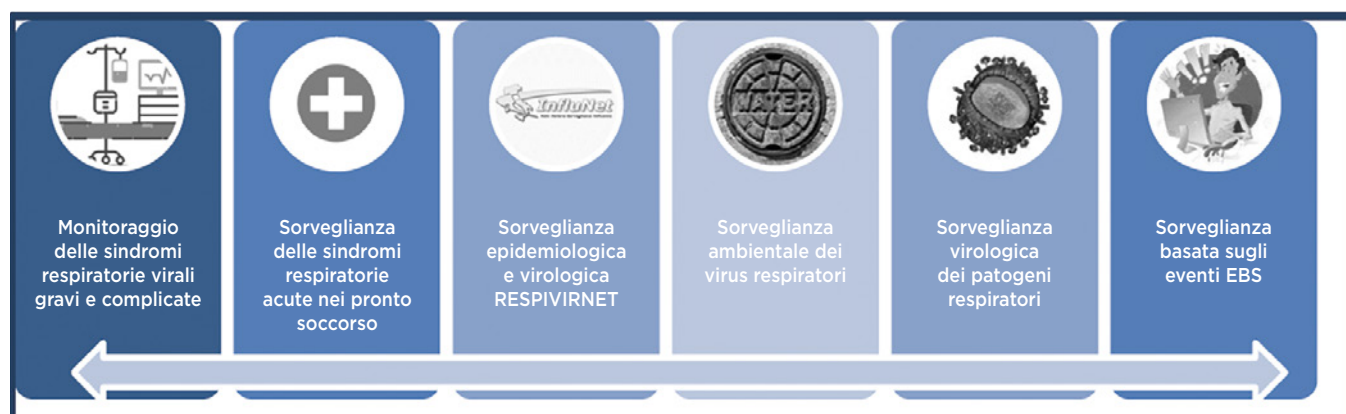 InfluNet
WATER
Monitoraggio
delle sindromi
respiratorie virali
gravi e complicate
Sorveglianza
delle sindromi
respiratorie
acute nei pronto
soccorso
Sorveglianza
epidemiologica
e virologica
RESPIVIRNET
Sorveglianza
ambientale dei
virus respiratori
Sorveglianza
virologica
dei patogeni
respiratori
Sorveglianza
basata sugli
eventi EBS